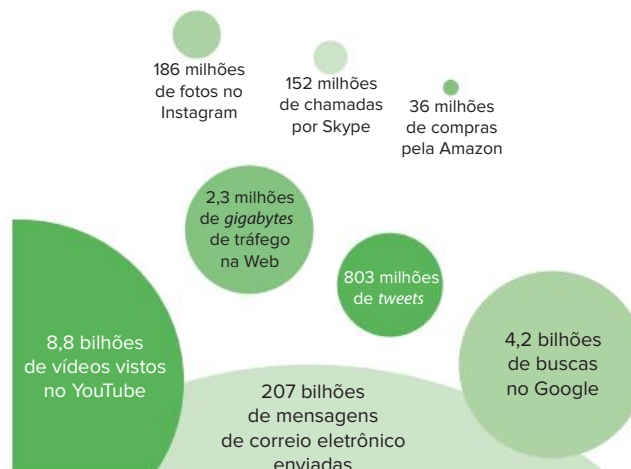 186 milhões
de fotos no
Instagram
152 milhões
de chamadas
por Skype
36 milhões
de compras
pela Amazon
2,3 milhões
de gigabytes
de tráfego
na Web
803 milhões
de tweets
8,8 bilhões
de vídeos vistos
no YouTube
4,2 bilhões
de buscas
no Google
207 bilhões
de mensagens
de correio eletrônico
enviadas